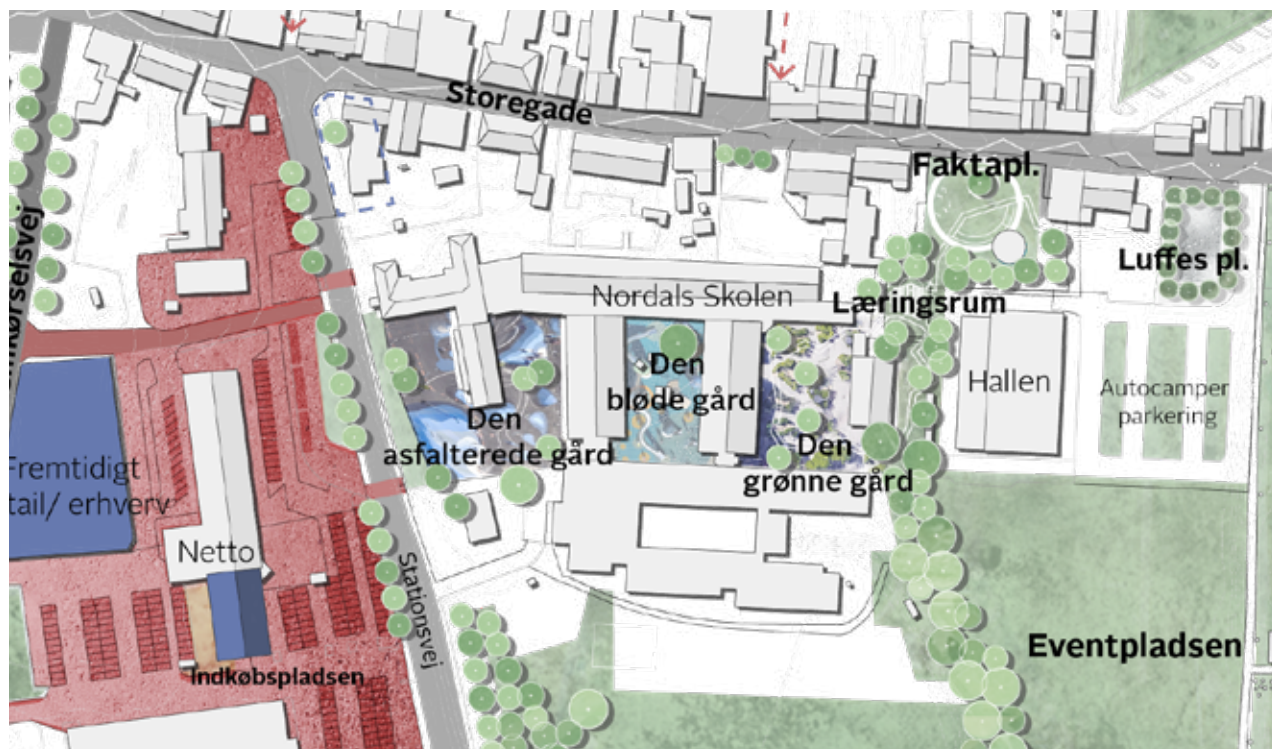 Storegade
Faktapl.
Luffes pl.
Nordals Skolen
Læringsrum
Den
bløde gård
Hallen
Autocamper
parkering
Den
asfalterede gård
Den
grønne gård
Fremtidigt
tail/ erhverv
Netto
Stationsvej
Eventpladsen
Indkøbspladsen